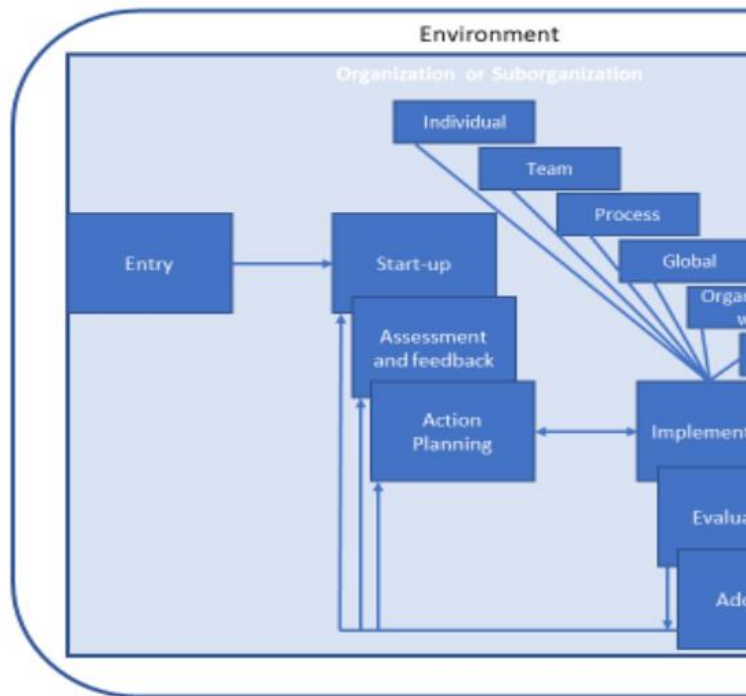 Environment
Organization or Suborganization
Individual
Team
Process
Global
Entry
Start-up
Assessment
and feedback
Action
Planning